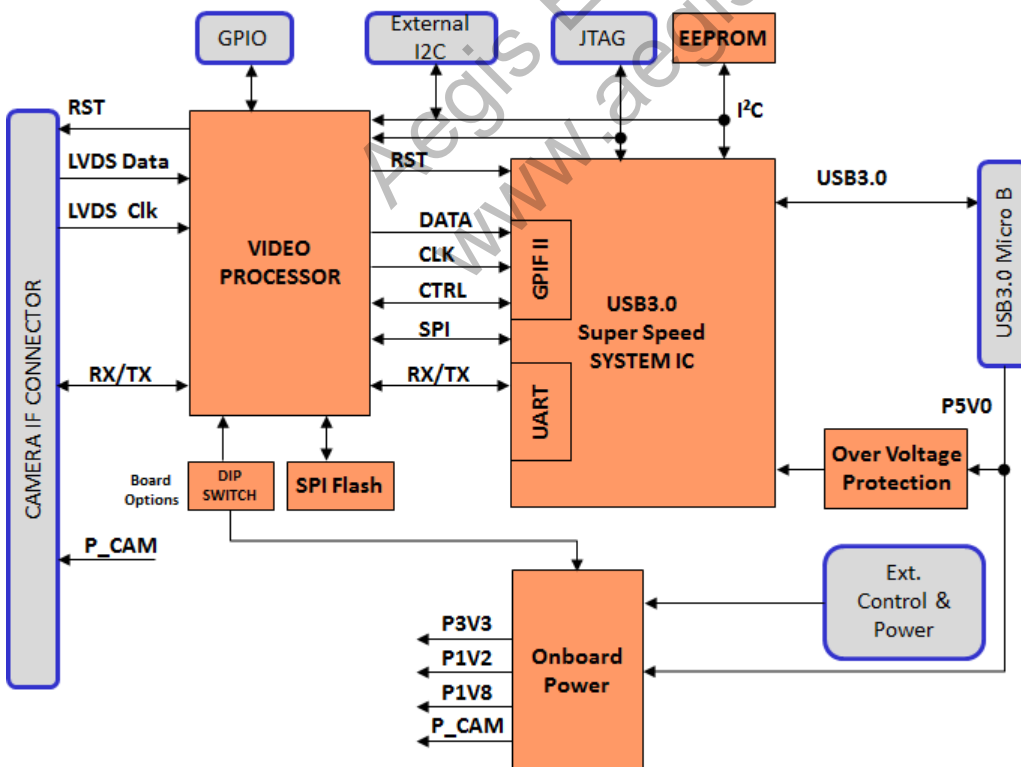 GPIO
External
I2C
JTAG
EEPROM
Aegis
www.aegis
RST
I²C
RST
LVDS Data
USB3.0
LVDS Clk
DATA
CLK
CTRL
SPI
RX/TX
RX/TX
VIDEO
PROCESSOR
GPIF II
UART
USB3.0
Super Speed
SYSTEM IC
USB3.0 Micro B
CAMERA IF CONNECTOR
P5V0
Over Voltage
Protection
Board
Options
DIP
SWITCH
SPI Flash
P_CAM
Ext.
Control &
Power
P3V3
P1V2
P1V8
P_CAM
Onboard
Power